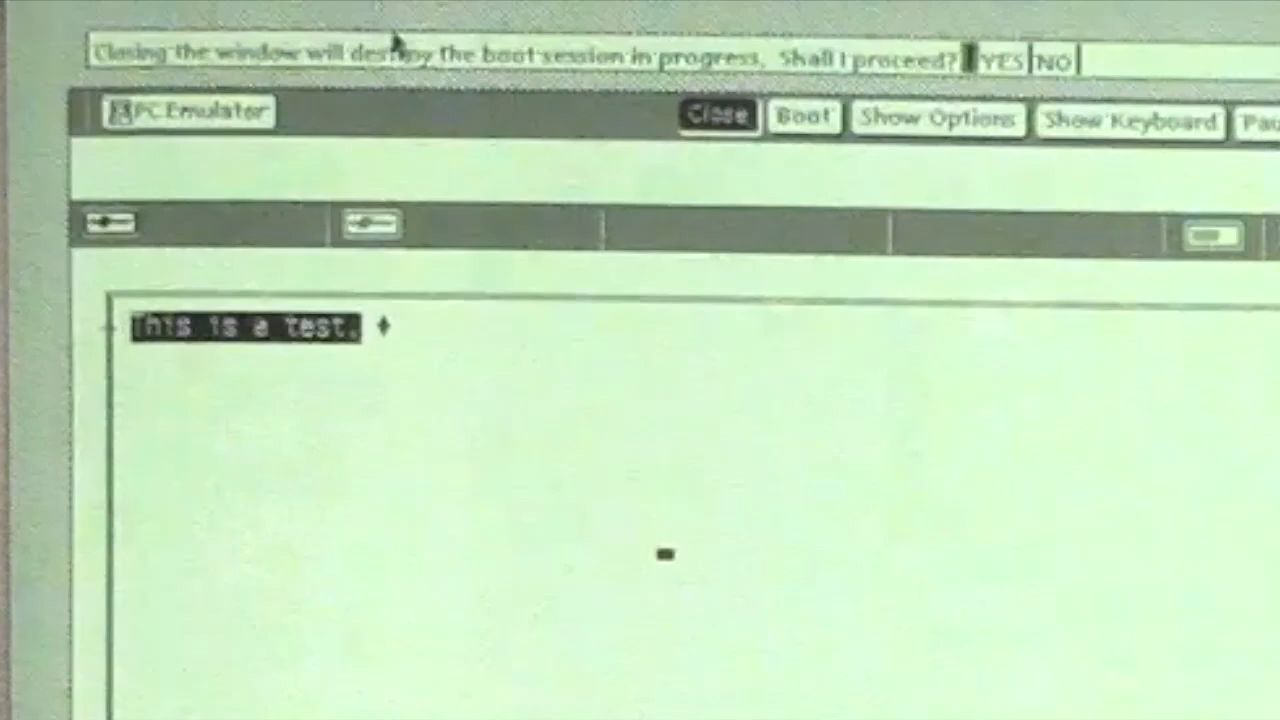 Closing the window will destroy the boot session in progress, Shall I proceed? YES NO
PC Emulator Close Boot Show Options Show Keyboard
This is a test.